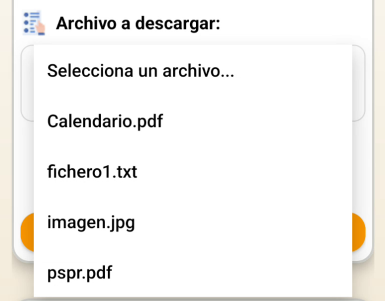 Archivo a descargar:
Selecciona un archivo...
Calendario.pdf
fichero1.txt
imagen.jpg
pspr.pdf